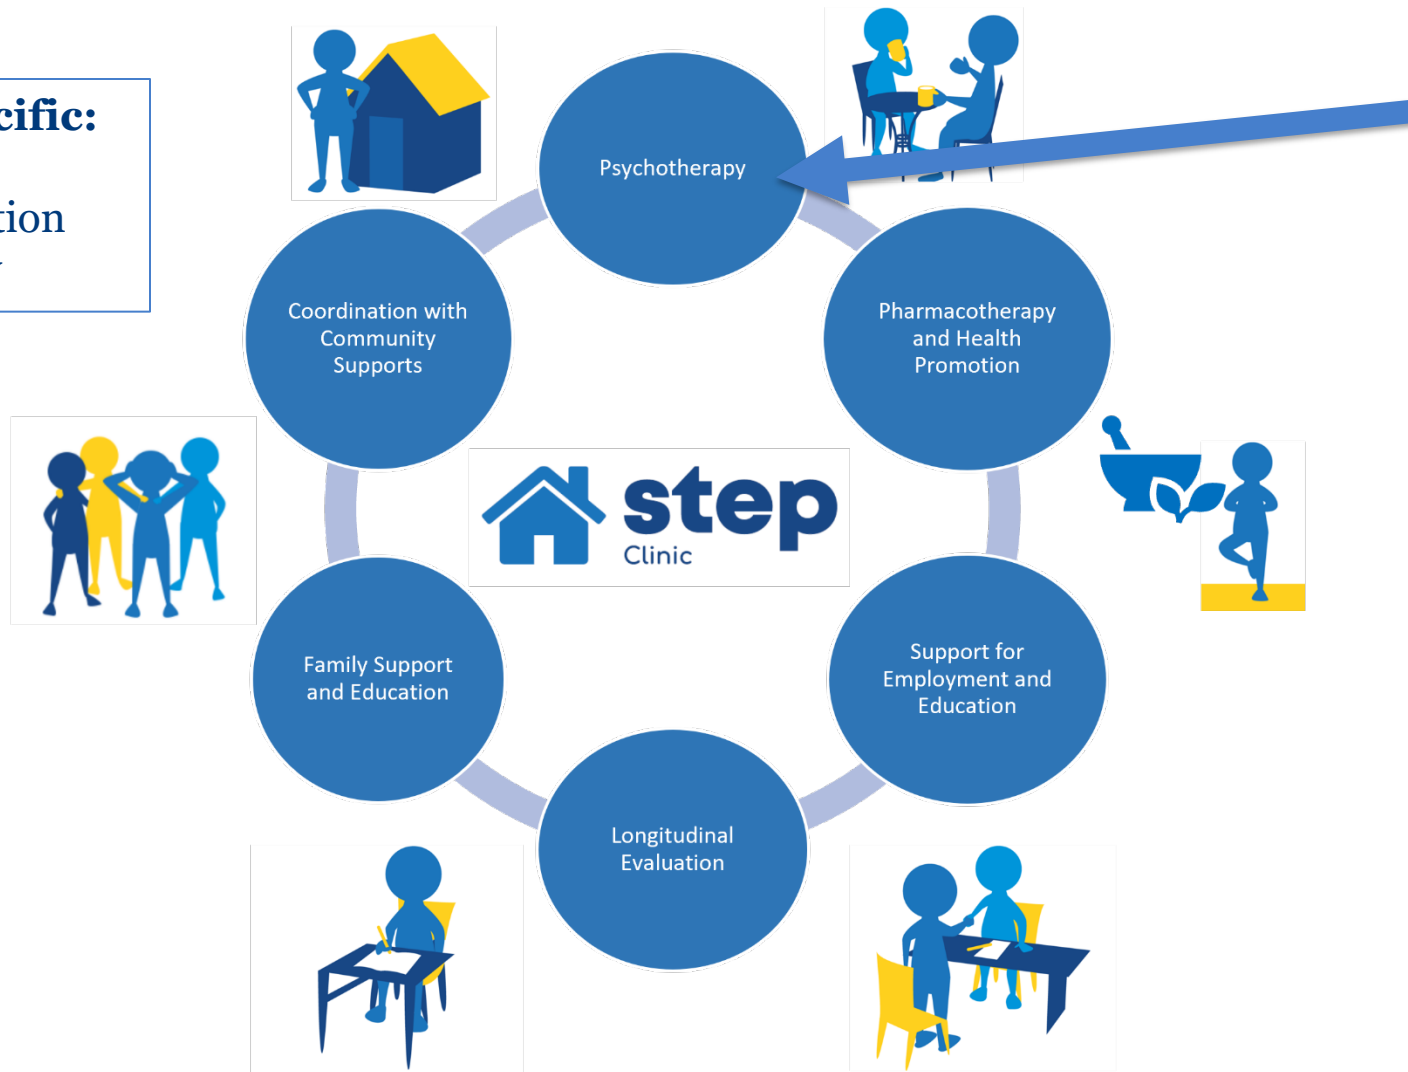 cific:
tion
Psychotherapy
Coordination with
Community
Supports
Pharmacotherapy
and Health
Promotion
step
Clinic
Family Support
and Education
Support for
Employment and
Education
Longitudinal
Evaluation